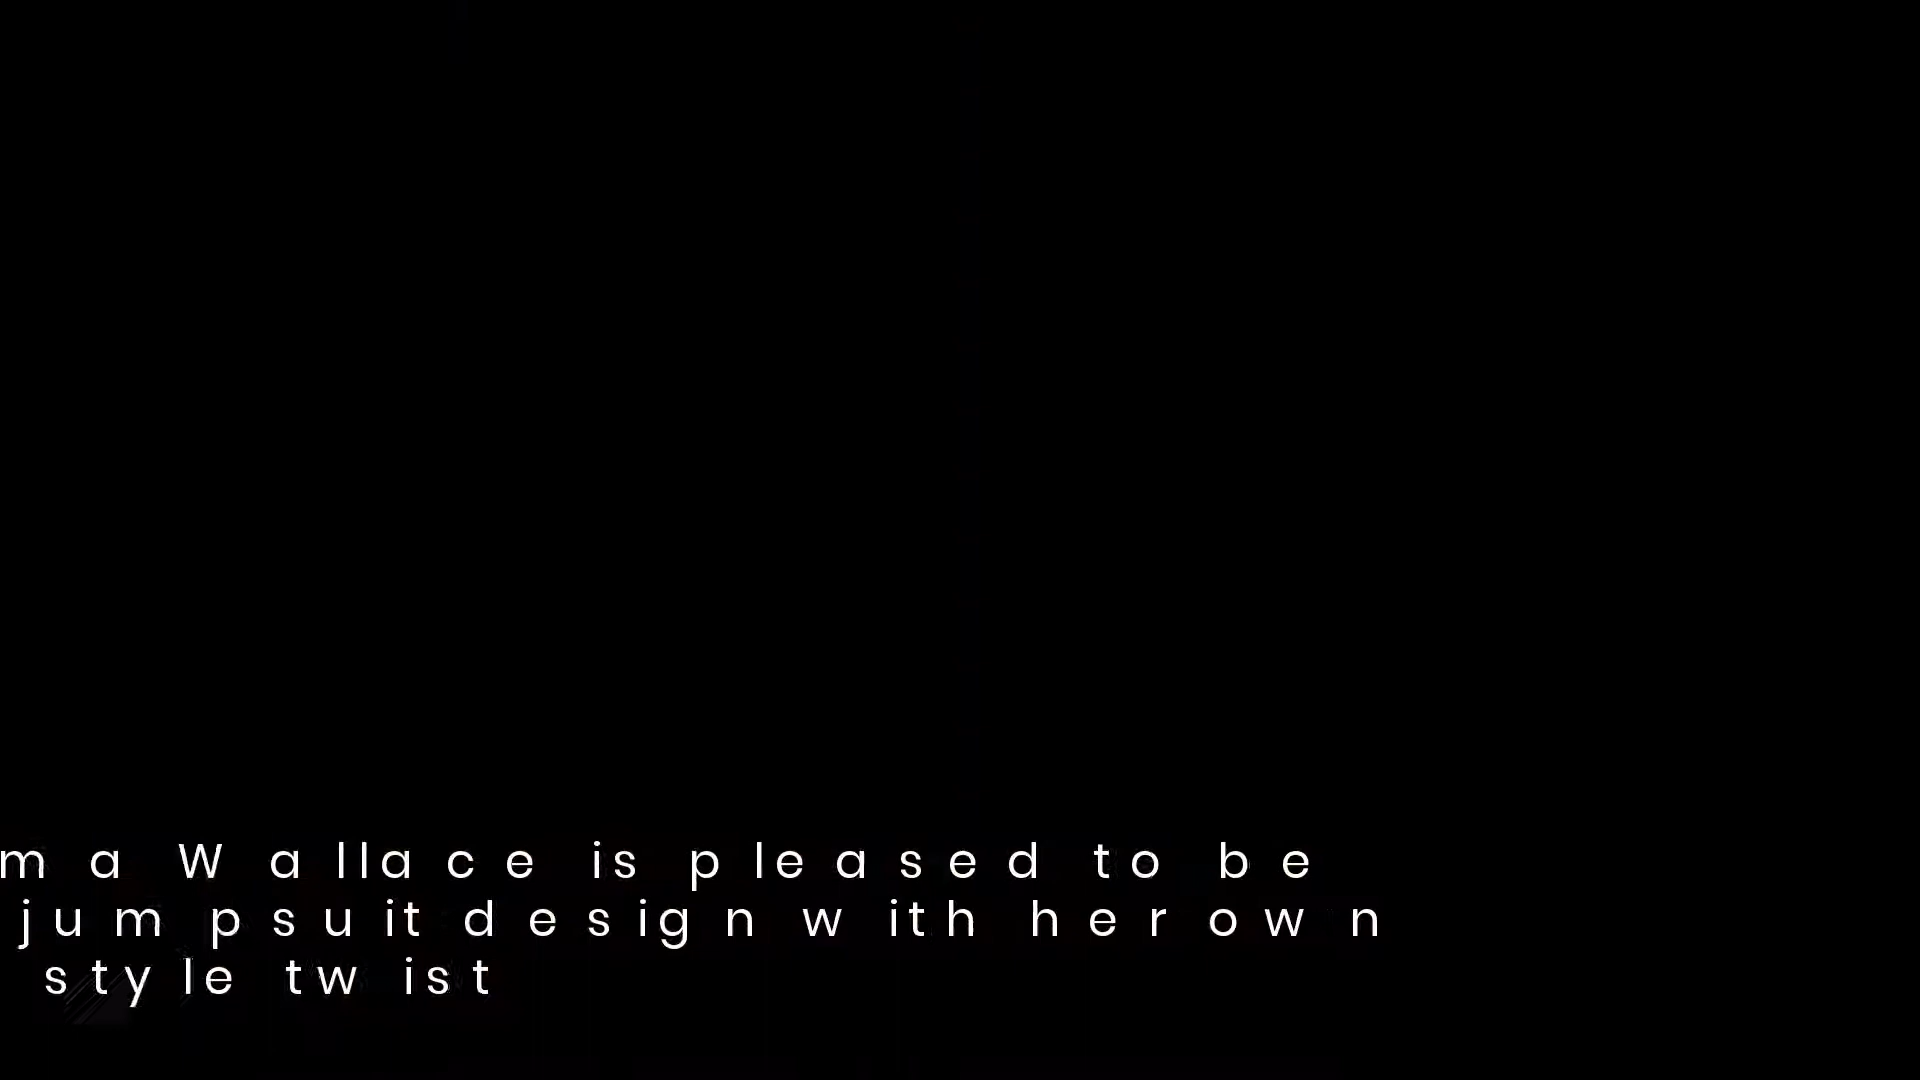 ma Wallace is pleased to be
jumpsuit design with her own
style twist